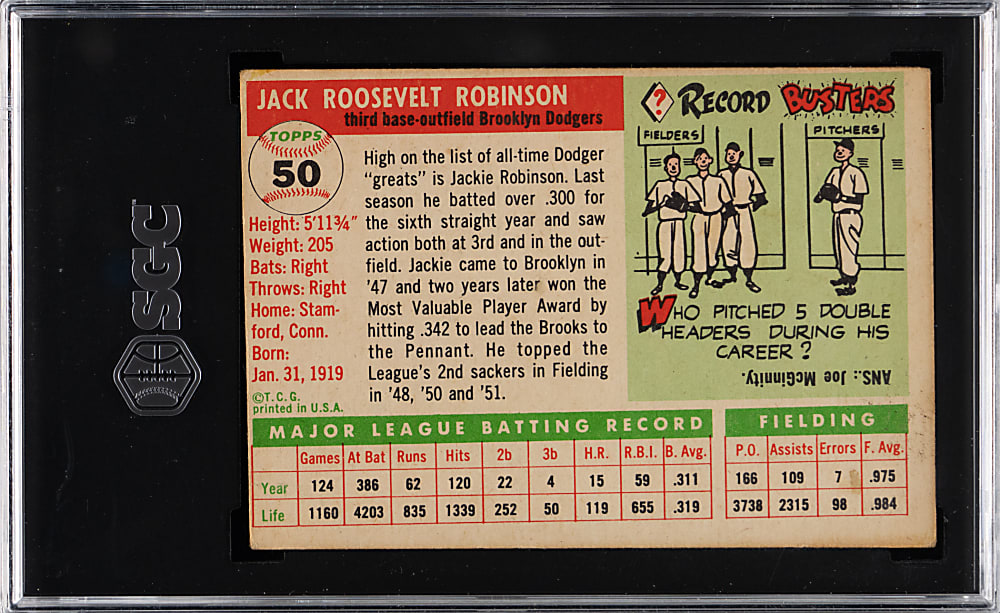 SGC
JACK ROOSEVELT ROBINSON
third base-outfield Brooklyn Dodgers
TOPPS
50
Height: 5'11¾"
Weight: 205
Bats: Right
Throws: Right
Home: Stam-
ford, Conn.
Born:
Jan. 31, 1919
©T.C.G.
printed in U.S.A.
High on the list of all-time Dodger
"greats" is Jackie Robinson. Last
season he batted over .300 for
the sixth straight year and saw
action both at 3rd and in the out-
field. Jackie came to Brooklyn in
'47 and two years later won the
Most Valuable Player Award by
hitting .342 to lead the Brooks to
the Pennant. He topped the
League's 2nd sackers in Fielding
in '48, '50 and '51.
? RECORD BUSTERS
FIELDERS
PITCHERS
WHO PITCHED 5 DOUBLE
HEADERS DURING HIS
CAREER?
ANS.: Joe McGinnity.
MAJOR LEAGUE BATTING RECORD
Games At Bat Runs Hits 2b 3b H.R. R.B.I. B. Avg.
Year 124 386 62 120 22 4 15 59 .311
Life 1160 4203 835 1339 252 50 119 655 .319
FIELDING
P.O. Assists Errors F. Avg.
166 109 7 .975
3738 2315 98 .984